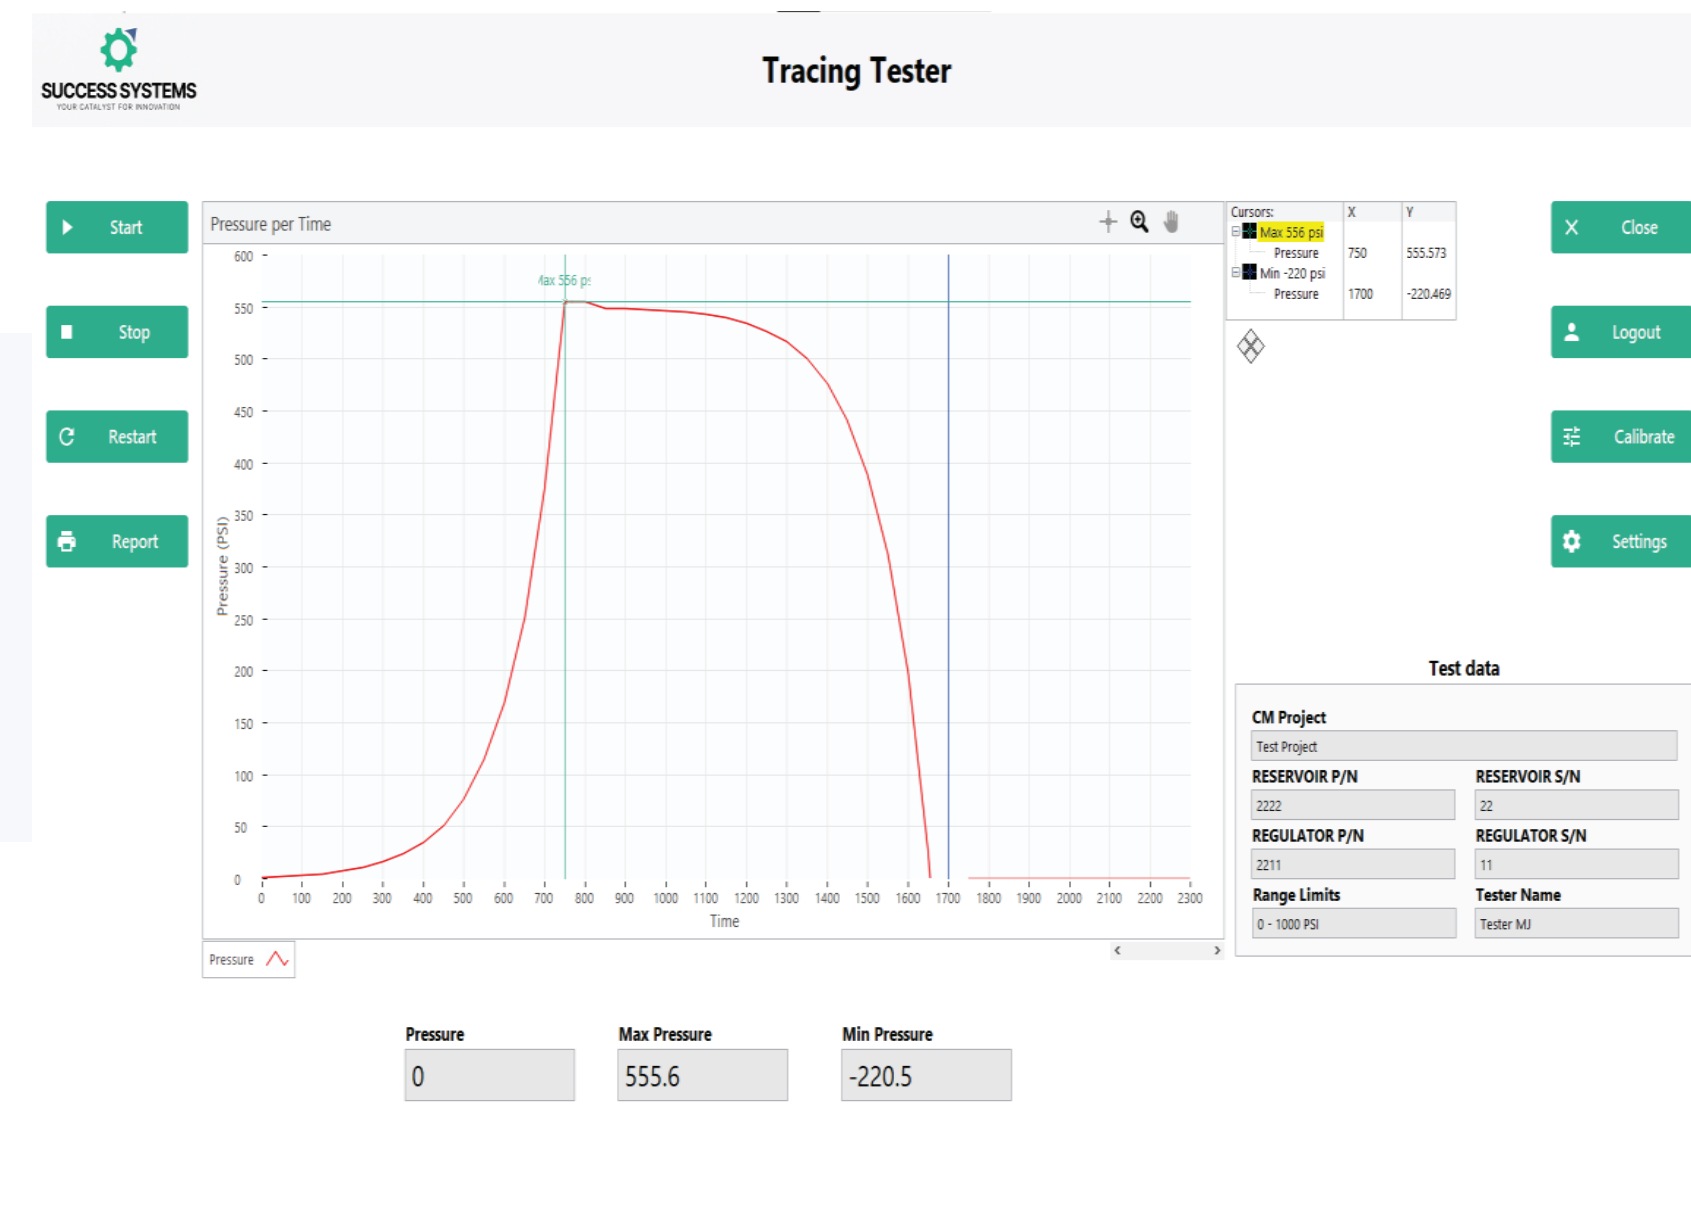 SUCCESS SYSTEMS
YOUR CATALYST FOR INNOVATION
Tracing Tester
Start
Stop
Restart
Report
Pressure per Time
Max 556 ps
Pressure (PSI)
600
550
500
450
400
350
300
250
200
150
100
50
0
0 100 200 300 400 500 600 700 800 900 1000 1100 1200 1300 1400 1500 1600 1700 1800 1900 2000 2100 2200 2300
Time
Pressure
Cursors: X Y
Max 556 psi
Pressure 750 555.573
Min -220 psi
Pressure 1700 -220.469
Close
Logout
Calibrate
Settings
Test data
CM Project
Test Project
RESERVOIR P/N RESERVOIR S/N
2222 22
REGULATOR P/N REGULATOR S/N
2211 11
Range Limits Tester Name
0 - 1000 PSI Tester MJ
Pressure Max Pressure Min Pressure
0 555.6 -220.5